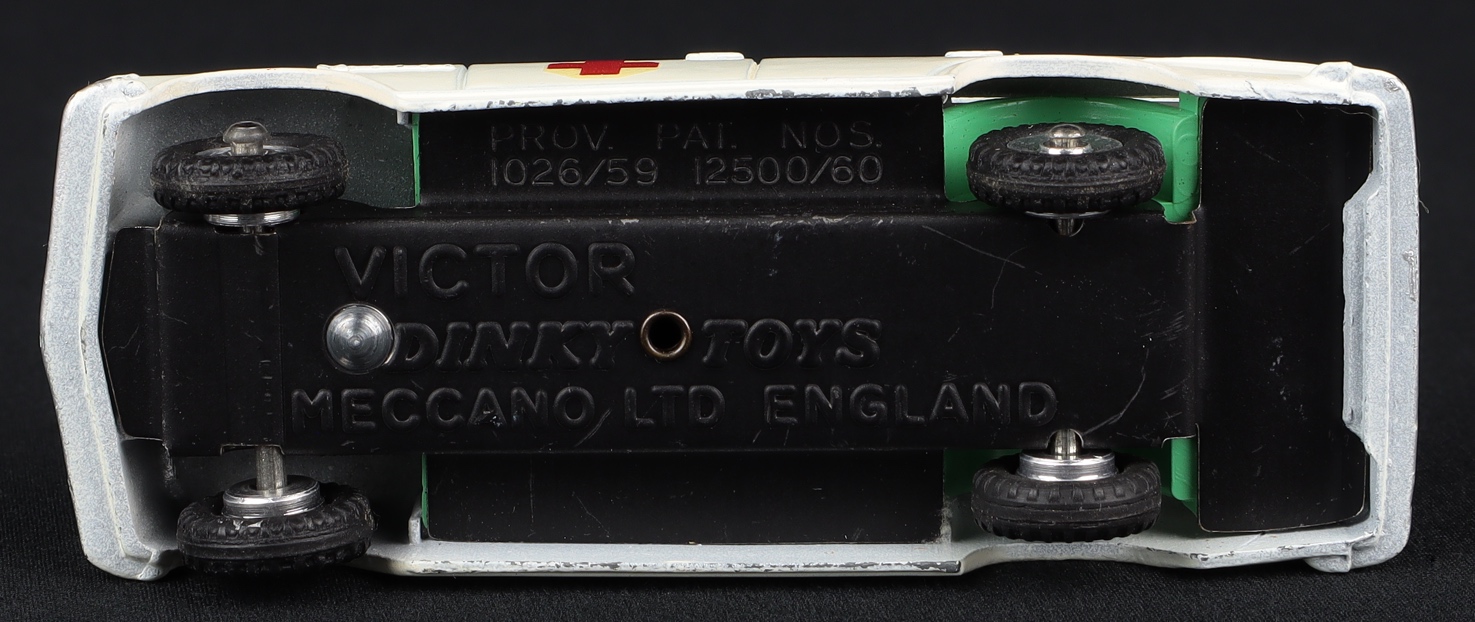 PROV. PAT. NOS.
1026/59 12500/60
VICTOR
DINKY TOYS
MECCANO LTD ENGLAND